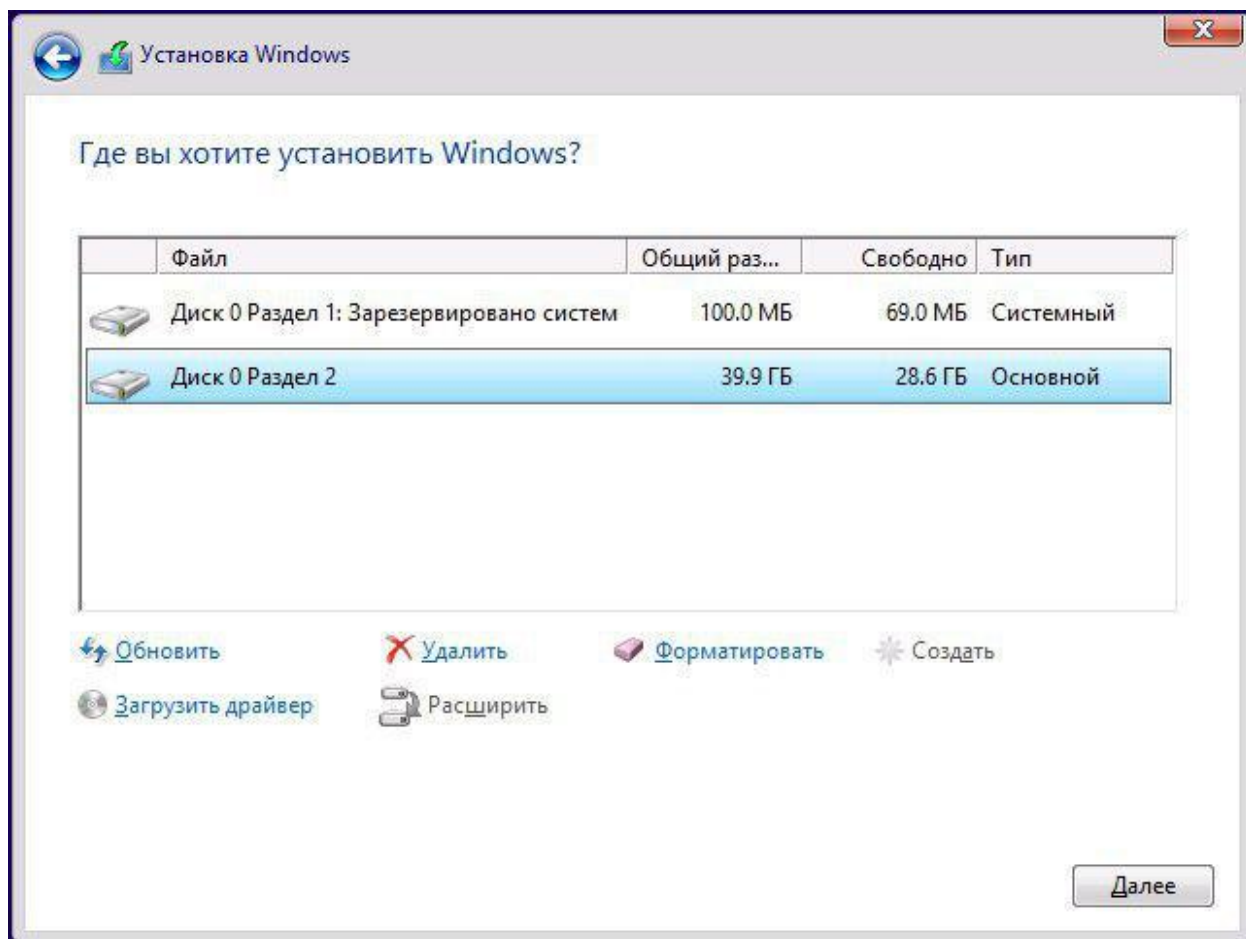 Установка Windows
Где вы хотите установить Windows?
Файл Общий раз... Свободно Тип
Диск 0 Раздел 1: Зарезервировано систем 100.0 МБ 69.0 МБ Системный
Диск 0 Раздел 2 39.9 ГБ 28.6 ГБ Основной
Обновить Удалить Форматировать Создать
Загрузить драйвер Расширить
Далее